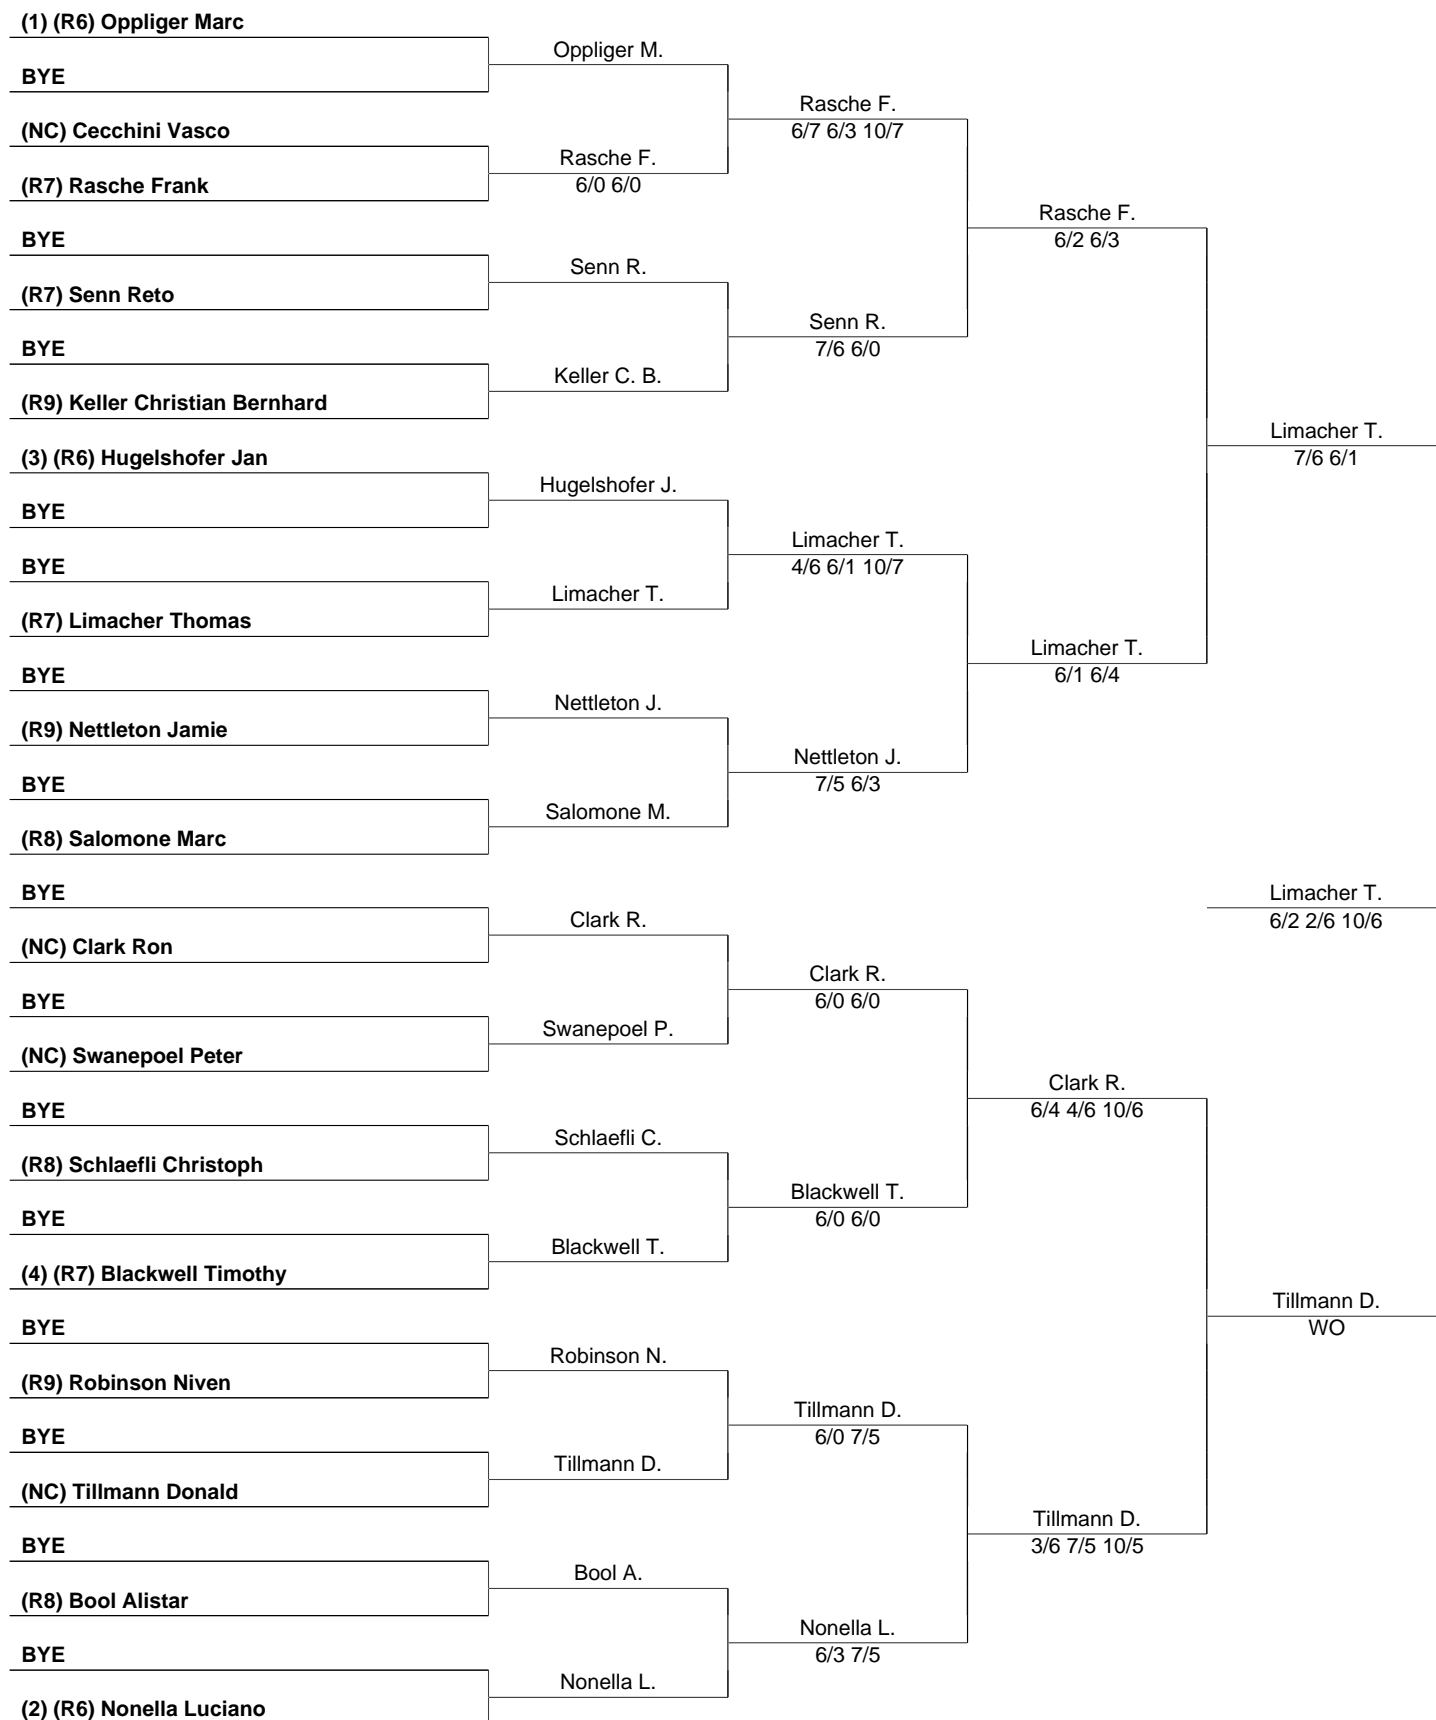 (1) (R6) Oppliger Marc
BYE
(NC) Cecchini Vasco
(R7) Rasche Frank
BYE
(R7) Senn Reto
BYE
(R9) Keller Christian Bernhard
(3) (R6) Hugelshofer Jan
BYE
BYE
(R7) Limacher Thomas
BYE
(R9) Nettleton Jamie
BYE
(R8) Salomone Marc
BYE
(NC) Clark Ron
BYE
(NC) Swanepoel Peter
BYE
(R8) Schlaefli Christoph
BYE
(4) (R7) Blackwell Timothy
BYE
(R9) Robinson Niven
BYE
(NC) Tillmann Donald
BYE
(R8) Bool Alistar
BYE
(2) (R6) Nonella Luciano
Oppliger M.
Rasche F.
6/0 6/0
Senn R.
Keller C. B.
Hugelshofer J.
Limacher T.
Nettleton J.
Salomone M.
Clark R.
Swanepoel P.
Schlaefli C.
Blackwell T.
Robinson N.
Tillmann D.
Bool A.
Nonella L.
Rasche F.
6/7 6/3 10/7
Senn R.
7/6 6/0
Limacher T.
4/6 6/1 10/7
Nettleton J.
7/5 6/3
Clark R.
6/0 6/0
Blackwell T.
6/0 6/0
Tillmann D.
6/0 7/5
Nonella L.
6/3 7/5
Rasche F.
6/2 6/3
Limacher T.
6/1 6/4
Clark R.
6/4 4/6 10/6
Tillmann D.
3/6 7/5 10/5
Limacher T.
7/6 6/1
Limacher T.
6/2 2/6 10/6
Tillmann D.
WO